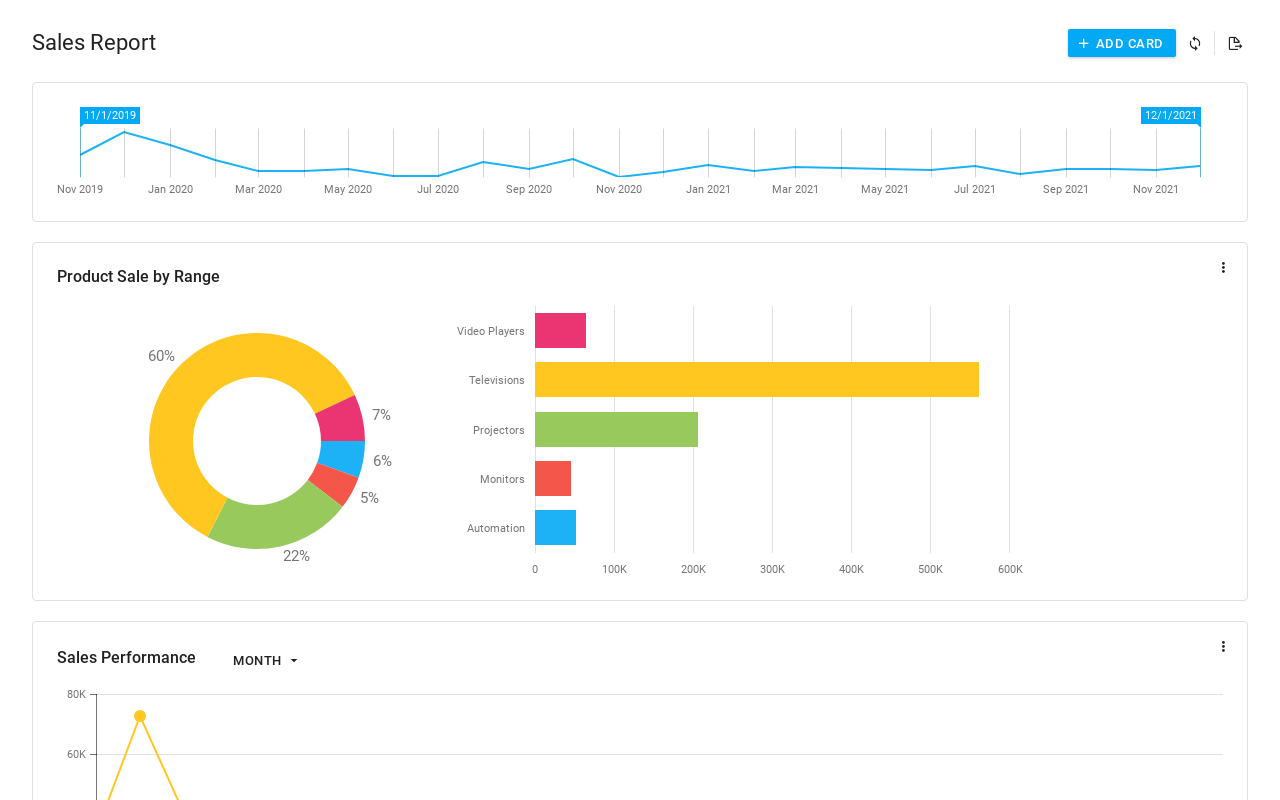 Sales Report
ADD CARD
11/1/2019
12/1/2021
Nov 2019 Jan 2020 Mar 2020 May 2020 Jul 2020 Sep 2020 Nov 2020 Jan 2021 Mar 2021 May 2021 Jul 2021 Sep 2021 Nov 2021
Product Sale by Range
60%
7%
6%
5%
22%
Video Players
Televisions
Projectors
Monitors
Automation
0 100K 200K 300K 400K 500K 600K
Sales Performance
MONTH
80K
60K